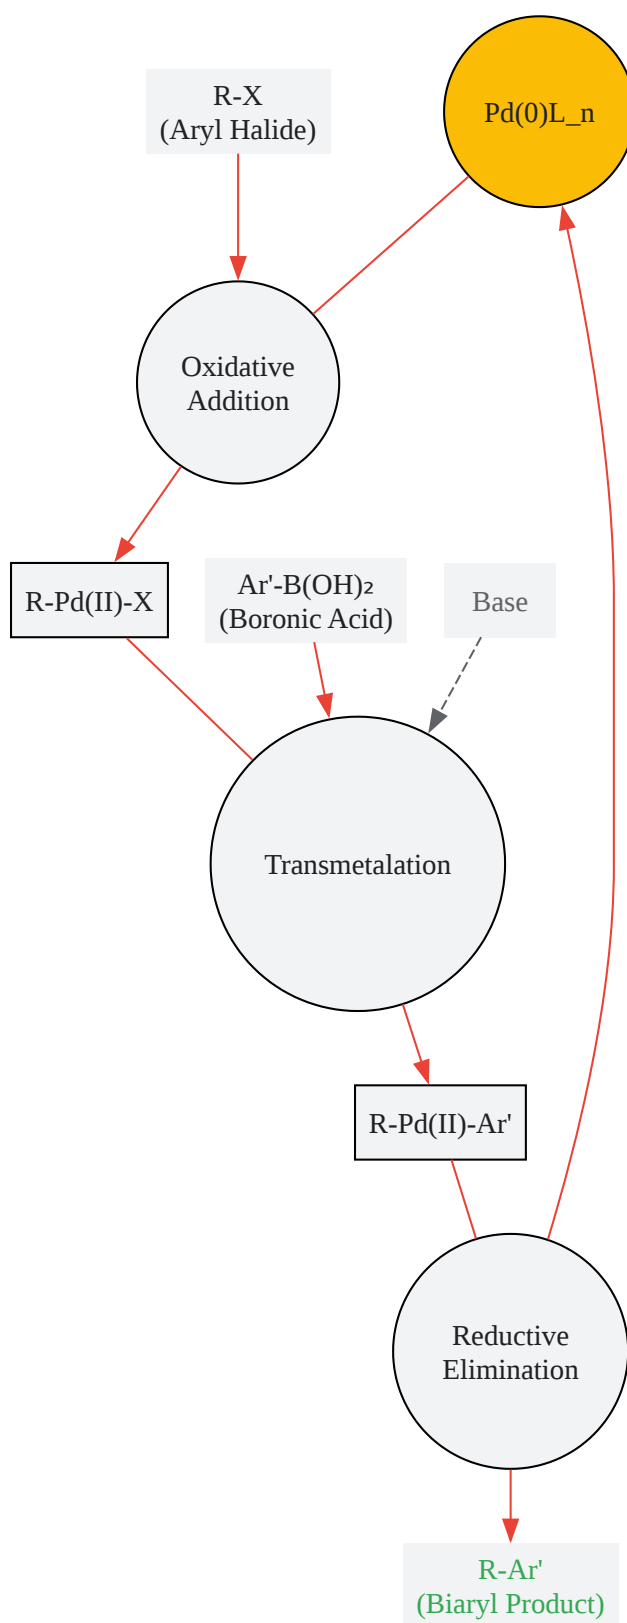 R-X
(Aryl Halide)
Pd(0)L_n
Oxidative
Addition
R-Pd(II)-X
Ar'-B(OH)₂
(Boronic Acid)
Base
Transmetalation
R-Pd(II)-Ar'
Reductive
Elimination
R-Ar'
(Biaryl Product)